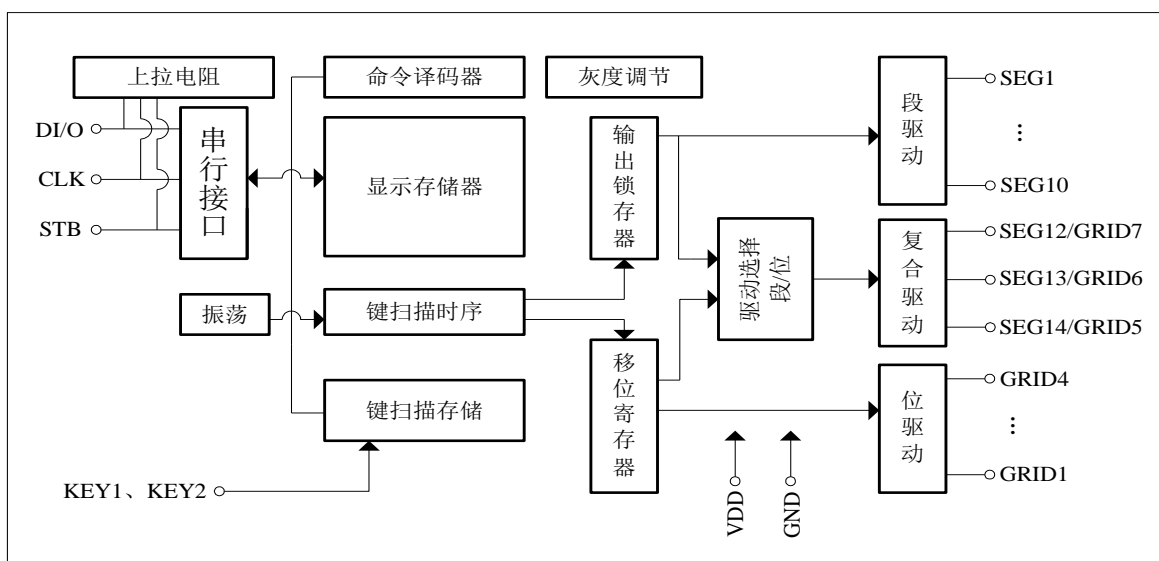 上拉电阻
命令译码器
灰度调节
DI/O
CLK
STB
串行接口
显示存储器
输出锁存器
段驱动
SEG1
...
SEG10
振荡
键扫描时序
驱动选择
段/位
复合驱动
SEG12/GRID7
SEG13/GRID6
SEG14/GRID5
键扫描存储
移位寄存器
位驱动
GRID4
...
GRID1
KEY1、KEY2
VDD
GND